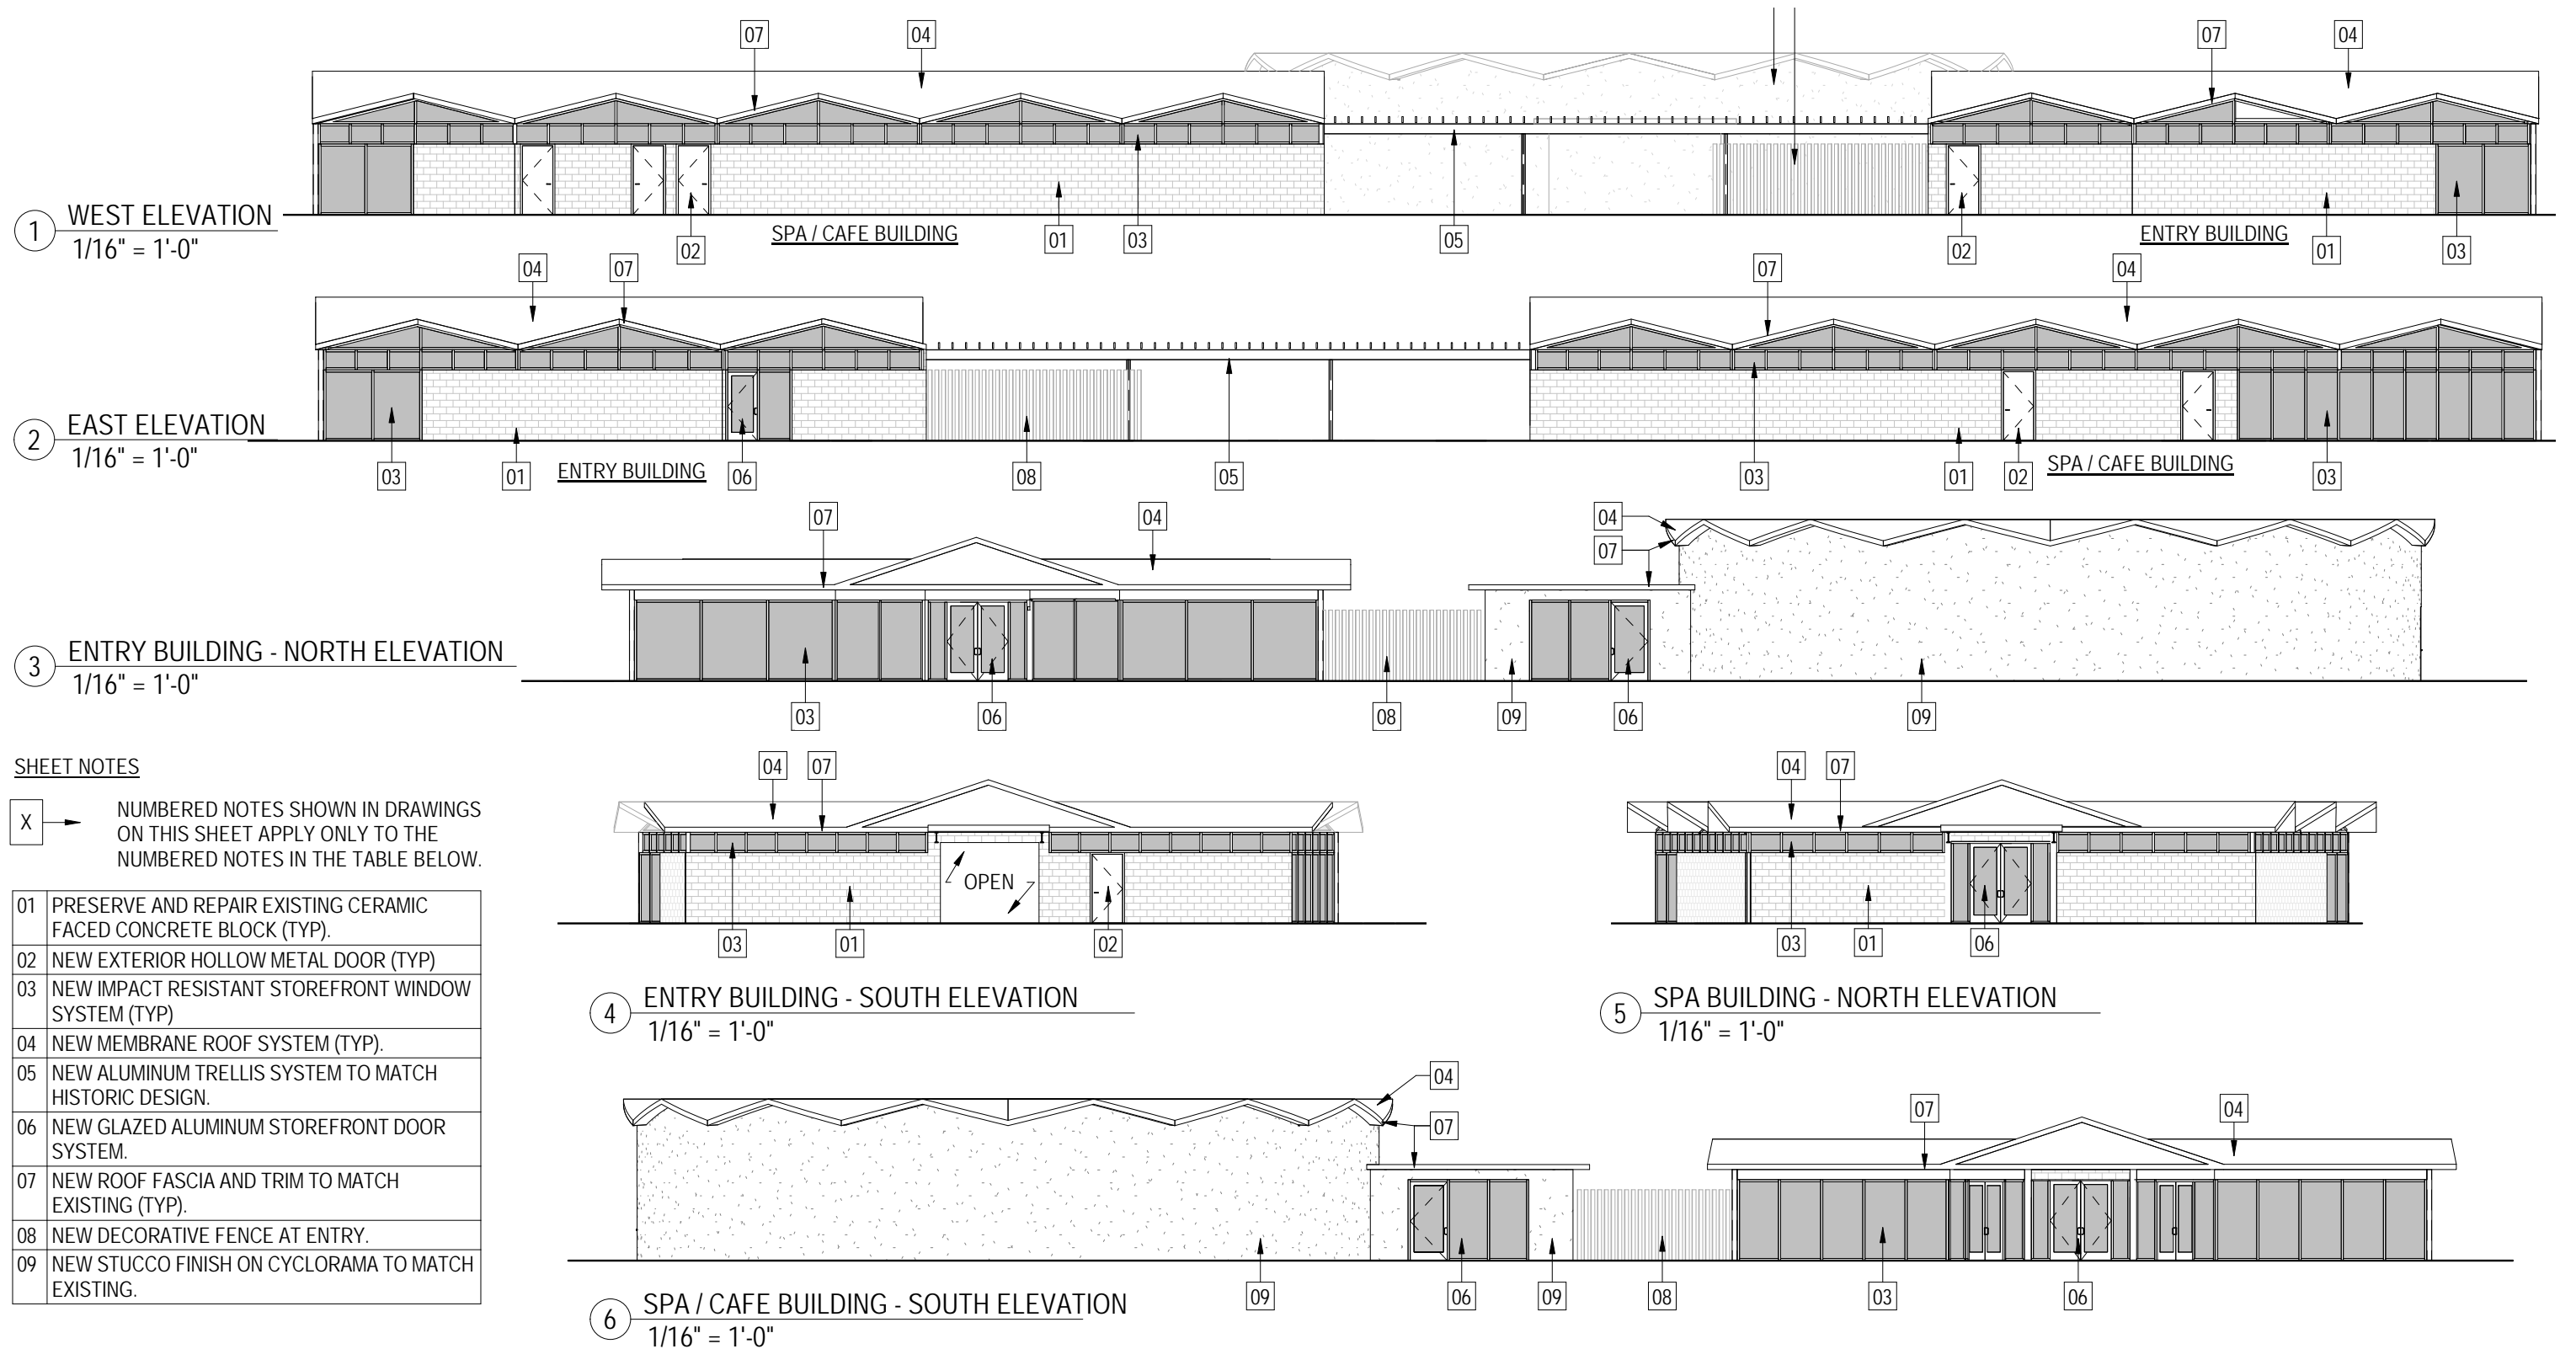 07
04
07
04
1
WEST ELEVATION
1/16" = 1'-0"
02
SPA / CAFE BUILDING
01
03
05
02
ENTRY BUILDING
01
03
04
07
07
04
2
EAST ELEVATION
1/16" = 1'-0"
03
01
ENTRY BUILDING
06
08
05
03
01
02
SPA / CAFE BUILDING
03
07
04
04
07
3
ENTRY BUILDING - NORTH ELEVATION
1/16" = 1'-0"
03
06
08
09
06
09
SHEET NOTES
X
NUMBERED NOTES SHOWN IN DRAWINGS
ON THIS SHEET APPLY ONLY TO THE
NUMBERED NOTES IN THE TABLE BELOW.
01 PRESERVE AND REPAIR EXISTING CERAMIC
FACED CONCRETE BLOCK (TYP).
02 NEW EXTERIOR HOLLOW METAL DOOR (TYP)
03 NEW IMPACT RESISTANT STOREFRONT WINDOW
SYSTEM (TYP)
04 NEW MEMBRANE ROOF SYSTEM (TYP).
05 NEW ALUMINUM TRELLIS SYSTEM TO MATCH
HISTORIC DESIGN.
06 NEW GLAZED ALUMINUM STOREFRONT DOOR
SYSTEM.
07 NEW ROOF FASCIA AND TRIM TO MATCH
EXISTING (TYP).
08 NEW DECORATIVE FENCE AT ENTRY.
09 NEW STUCCO FINISH ON CYCLORAMA TO MATCH
EXISTING.
04
07
OPEN
03
01
02
4
ENTRY BUILDING - SOUTH ELEVATION
1/16" = 1'-0"
04
07
03
01
06
5
SPA BUILDING - NORTH ELEVATION
1/16" = 1'-0"
04
07
07
04
09
06
09
08
03
06
6
SPA / CAFE BUILDING - SOUTH ELEVATION
1/16" = 1'-0"